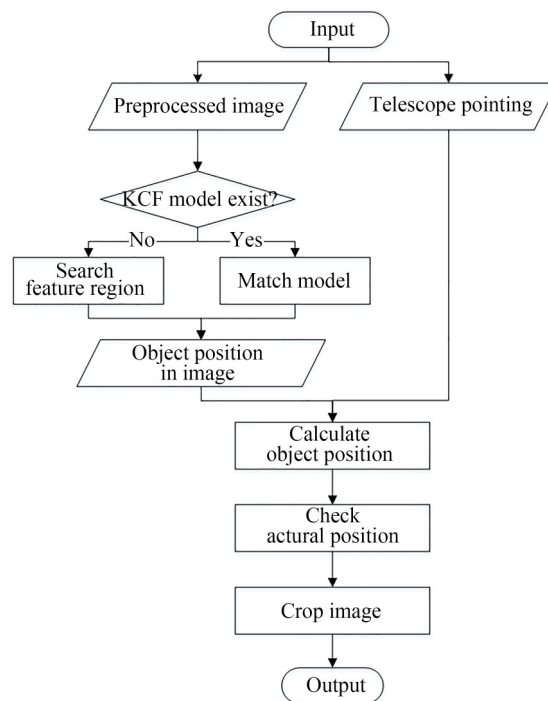 Input
Preprocessed image
Telescope pointing
KCF model exist?
No
Yes
Search
feature region
Match model
Object position
in image
Calculate
object position
Check
actural position
Crop image
Output